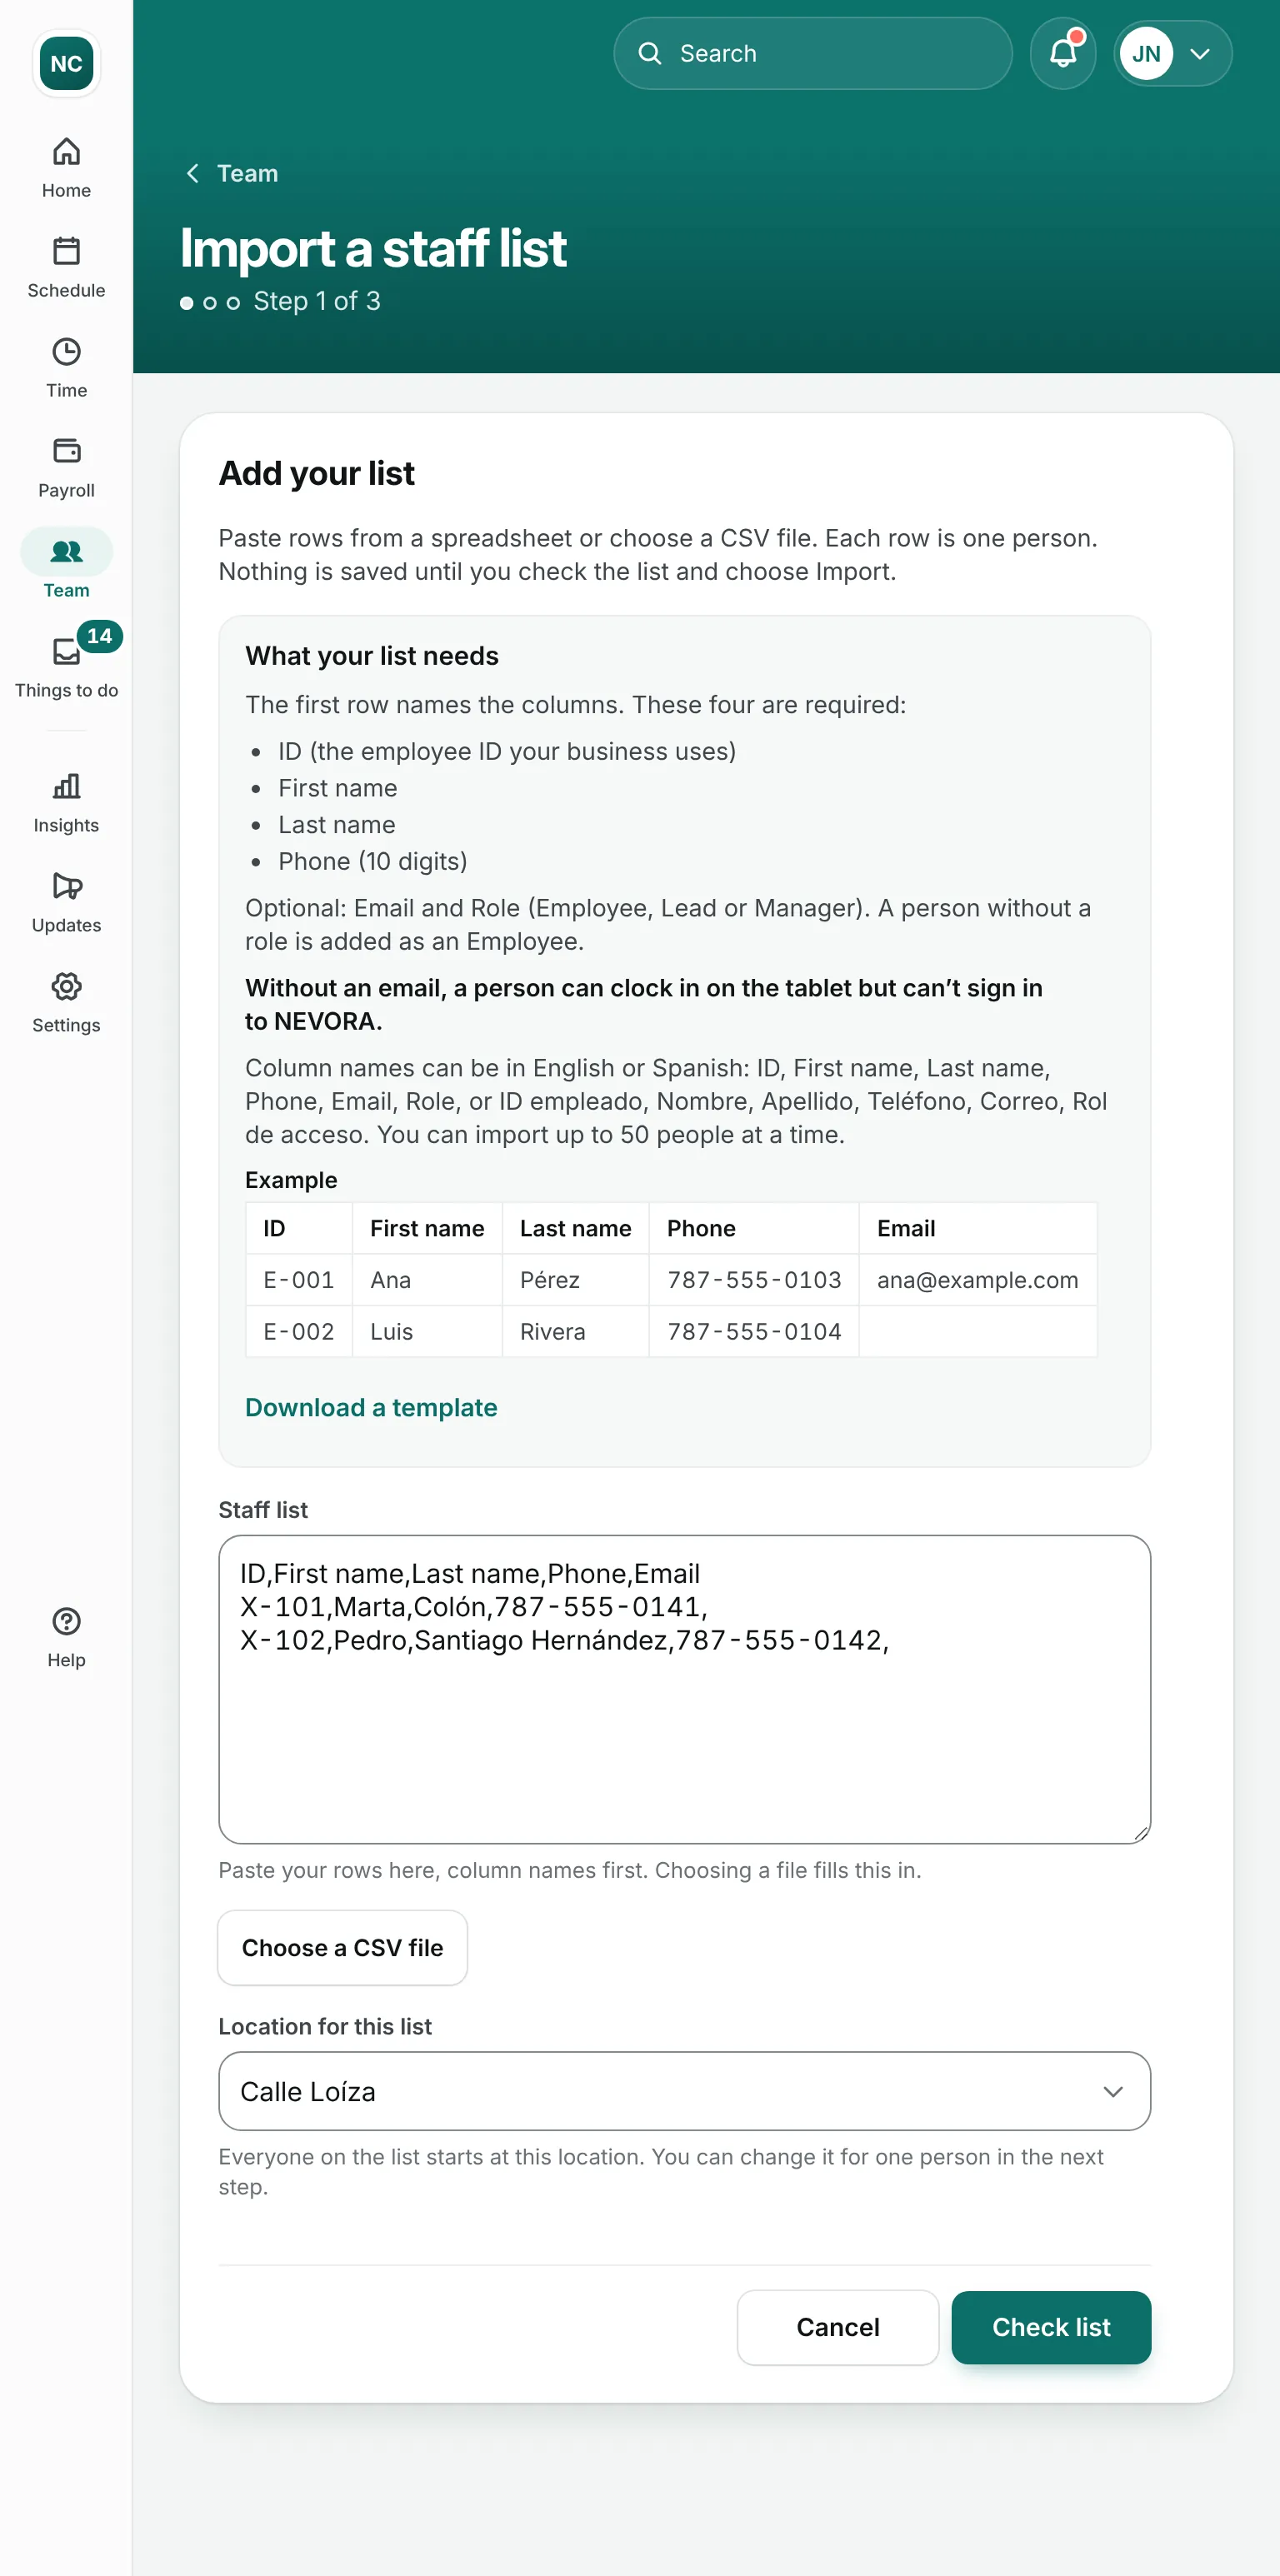 NC
Search
JN
Home
Schedule
Time
Payroll
Team
14
Things to do
Insights
Updates
Settings
Help
Team
Import a staff list
Step 1 of 3
Add your list
Paste rows from a spreadsheet or choose a CSV file. Each row is one person.
Nothing is saved until you check the list and choose Import.
What your list needs
The first row names the columns. These four are required:
• ID (the employee ID your business uses)
• First name
• Last name
• Phone (10 digits)
Optional: Email and Role (Employee, Lead or Manager). A person without a
role is added as an Employee.
Without an email, a person can clock in on the tablet but can’t sign in
to NEVORA.
Column names can be in English or Spanish: ID, First name, Last name,
Phone, Email, Role, or ID empleado, Nombre, Apellido, Teléfono, Correo, Rol
de acceso. You can import up to 50 people at a time.
Example
ID First name Last name Phone Email
E-001 Ana Pérez 787-555-0103 ana@example.com
E-002 Luis Rivera 787-555-0104
Download a template
Staff list
ID,First name,Last name,Phone,Email
X-101,Marta,Colón,787-555-0141,
X-102,Pedro,Santiago Hernández,787-555-0142,
Paste your rows here, column names first. Choosing a file fills this in.
Choose a CSV file
Location for this list
Calle Loíza
Everyone on the list starts at this location. You can change it for one person in the next
step.
Cancel
Check list